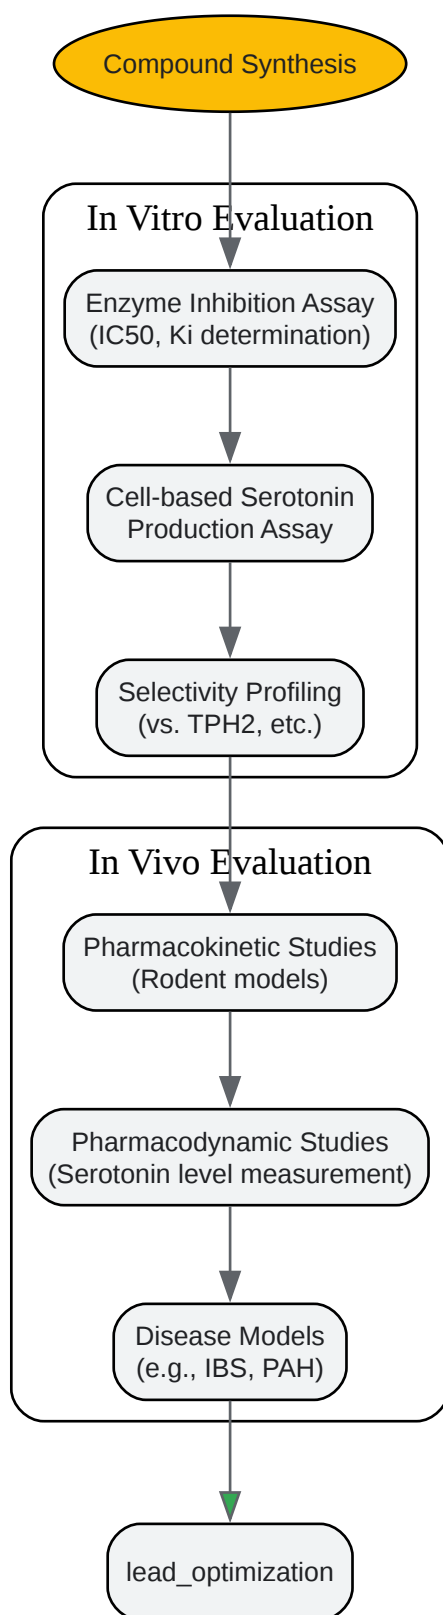 Compound Synthesis
In Vitro Evaluation
Enzyme Inhibition Assay
(IC50, Ki determination)
Cell-based Serotonin
Production Assay
Selectivity Profiling
(vs. TPH2, etc.)
In Vivo Evaluation
Pharmacokinetic Studies
(Rodent models)
Pharmacodynamic Studies
(Serotonin level measurement)
Disease Models
(e.g., IBS, PAH)
lead_optimization